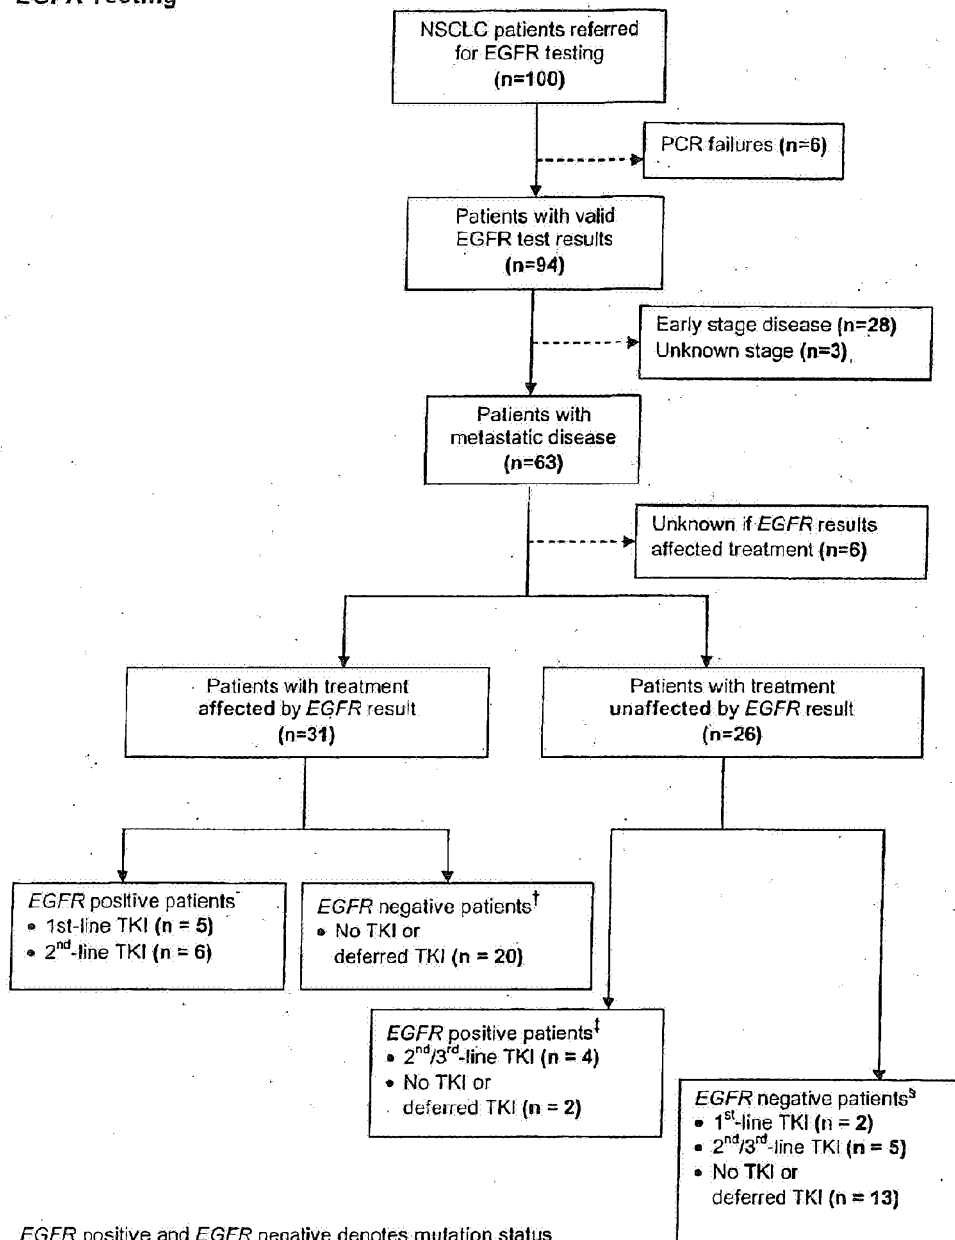 EGFR Testing
NSCLC patients referred
for EGFR testing
(n=100)
PCR failures (n=6)
Patients with valid
EGFR test results
(n=94)
Early stage disease (n=28)
Unknown stage (n=3)
Patients with
metastatic disease
(n=63)
Unknown if EGFR results
affected treatment (n=6)
Patients with treatment
affected by EGFR result
(n=31)
Patients with treatment
unaffected by EGFR result
(n=26)
EGFR positive patients*
• 1st-line TKI (n = 5)
• 2nd-line TKI (n = 6)
EGFR negative patients†
• No TKI or
deferred TKI (n = 20)
EGFR positive patients‡
• 2nd/3rd-line TKI (n = 4)
• No TKI or
deferred TKI (n = 2)
EGFR negative patients§
• 1st-line TKI (n = 2)
• 2nd/3rd-line TKI (n = 5)
• No TKI or
deferred TKI (n = 13)
EGFR positive and EGFR negative denotes mutation status